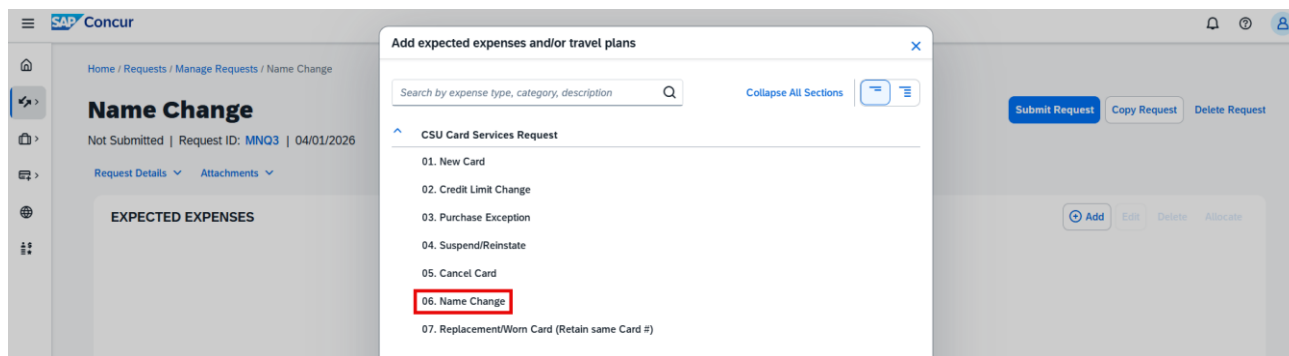 SAP Concur
Home / Requests / Manage Requests / Name Change
Name Change
Not Submitted | Request ID: MNQ3 | 04/01/2026
Request Details
Attachments
EXPECTED EXPENSES
Add expected expenses and/or travel plans
Search by expense type, category, description
Collapse All Sections
CSU Card Services Request
01. New Card
02. Credit Limit Change
03. Purchase Exception
04. Suspend/Reinstate
05. Cancel Card
06. Name Change
07. Replacement/Worn Card (Retain same Card #)
Submit Request
Copy Request
Delete Request
Add
Edit
Delete
Allocate